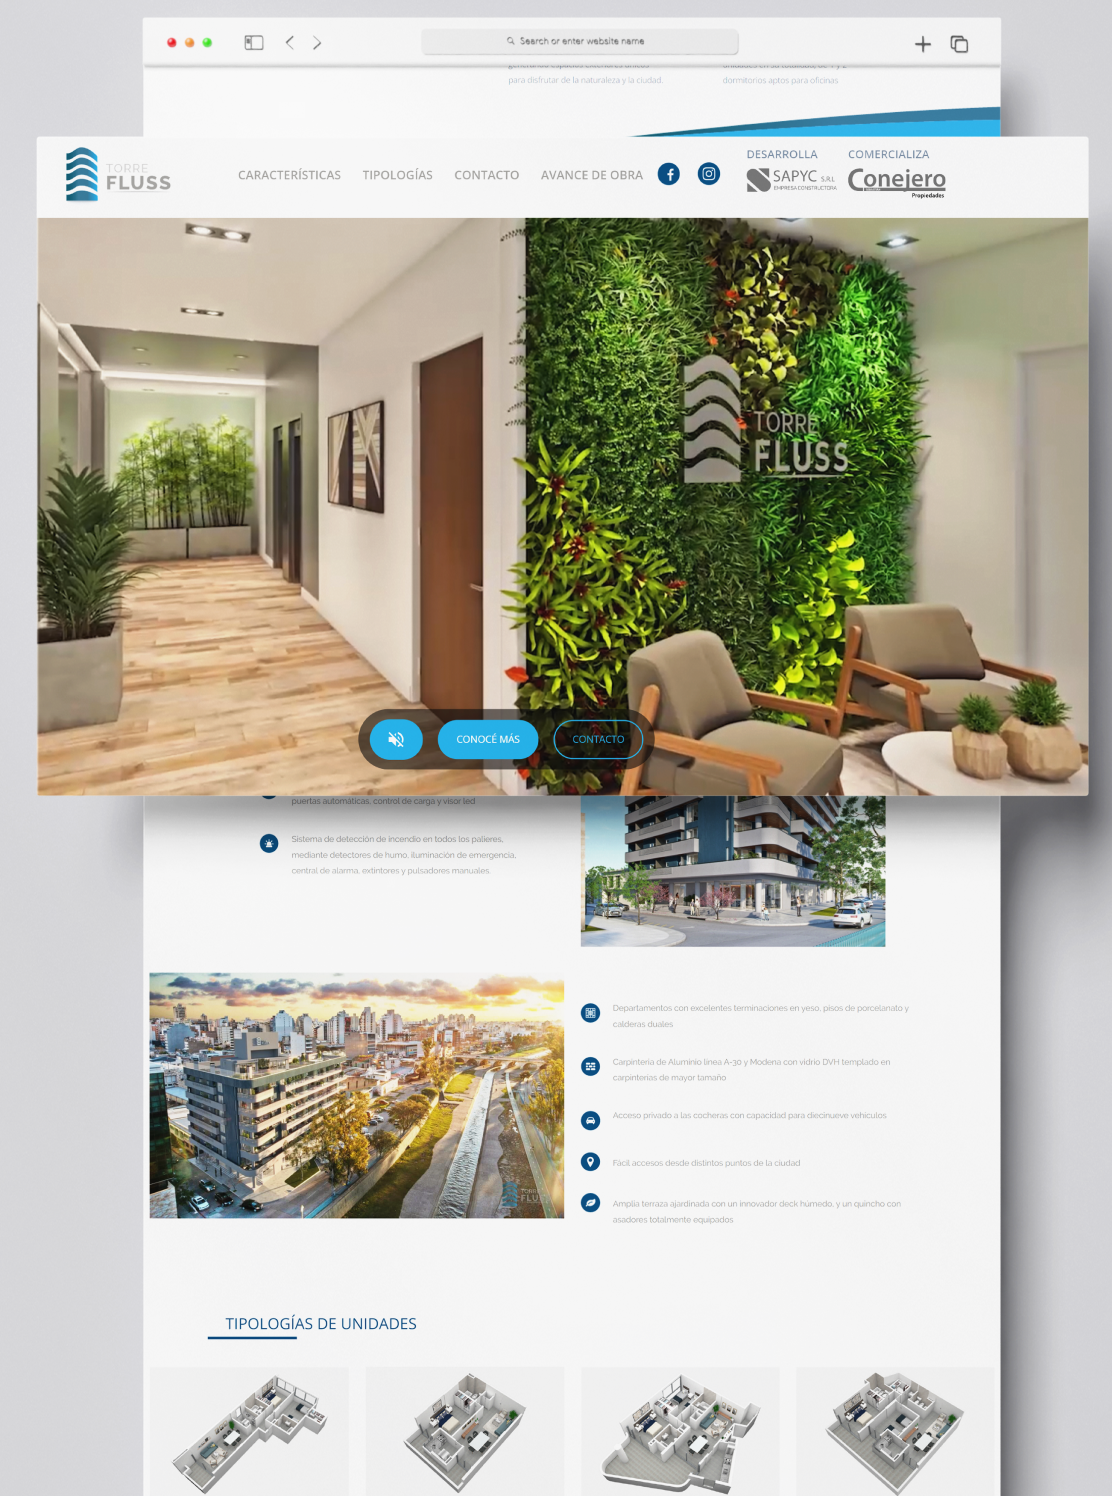 Search or enter website name
para disfrutar de la naturaleza y la ciudad.
dormitorios aptos para oficinas
TORRE
FLUSS
CARACTERÍSTICAS
TIPOLOGÍAS
CONTACTO
AVANCE DE OBRA
DESARROLLA
SAPYC S.R.L
EMPRESA CONSTRUCTORA
COMERCIALIZA
Conejero
Propiedades
TORRE
FLUSS
CONOCÉ MÁS
CONTACTO
puertas automáticas, control de carga y visor led
Sistema de detección de incendio en todos los palieres,
mediante detectores de humo, iluminación de emergencia,
central de alarma, extintores y pulsadores manuales.
TORRE
FLUSS
Departamentos con excelentes terminaciones en yeso, pisos de porcelanato y
calderas duales
Carpintería de Aluminio línea A-30 y Modena con vidrio DVH templado en
carpinterías de mayor tamaño
Acceso privado a las cocheras con capacidad para diecinueve vehículos
Fácil accesos desde distintos puntos de la ciudad
Amplia terraza ajardinada con un innovador deck húmedo, y un quincho con
asadores totalmente equipados
TIPOLOGÍAS DE UNIDADES